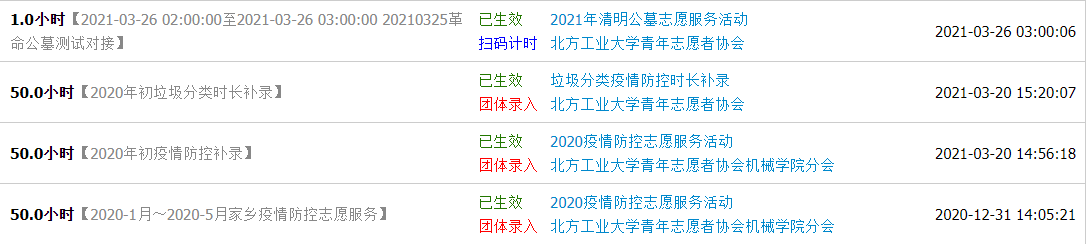 1.0小时【2021-03-26 02:00:00至2021-03-26 03:00:00 20210325革
命公墓测试对接】
已生效
扫码计时
2021年清明公墓志愿服务活动
北方工业大学青年志愿者协会
2021-03-26 03:00:06
50.0小时【2020年初垃圾分类时长补录】
已生效
团体录入
垃圾分类疫情防控时长补录
北方工业大学青年志愿者协会
2021-03-20 15:20:07
50.0小时【2020年初疫情防控补录】
已生效
团体录入
2020疫情防控志愿服务活动
北方工业大学青年志愿者协会机械学院分会
2021-03-20 14:56:18
50.0小时【2020-1月～2020-5月家乡疫情防控志愿服务】
已生效
团体录入
2020疫情防控志愿服务活动
北方工业大学青年志愿者协会机械学院分会
2020-12-31 14:05:21